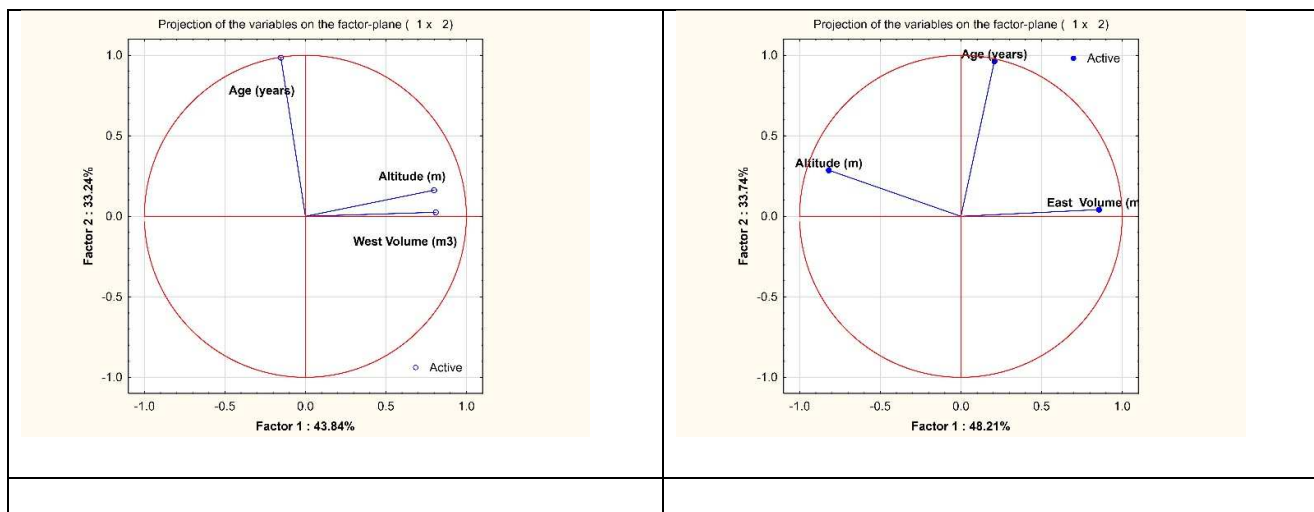 Projection of the variables on the factor-plane ( 1 x 2)
1.0
Age (years)
0.5
Altitude (m)
0.0
West Volume (m3)
-0.5
-1.0
Active
-1.0 -0.5 0.0 0.5 1.0
Factor 1 : 43.84%
Factor 2 : 33.24%
Projection of the variables on the factor-plane ( 1 x 2)
Age (years)
Active
1.0
0.5
Altitude (m)
East Volume (m
0.0
-0.5
-1.0
-1.0 -0.5 0.0 0.5 1.0
Factor 1 : 48.21%
Factor 2 : 33.74%